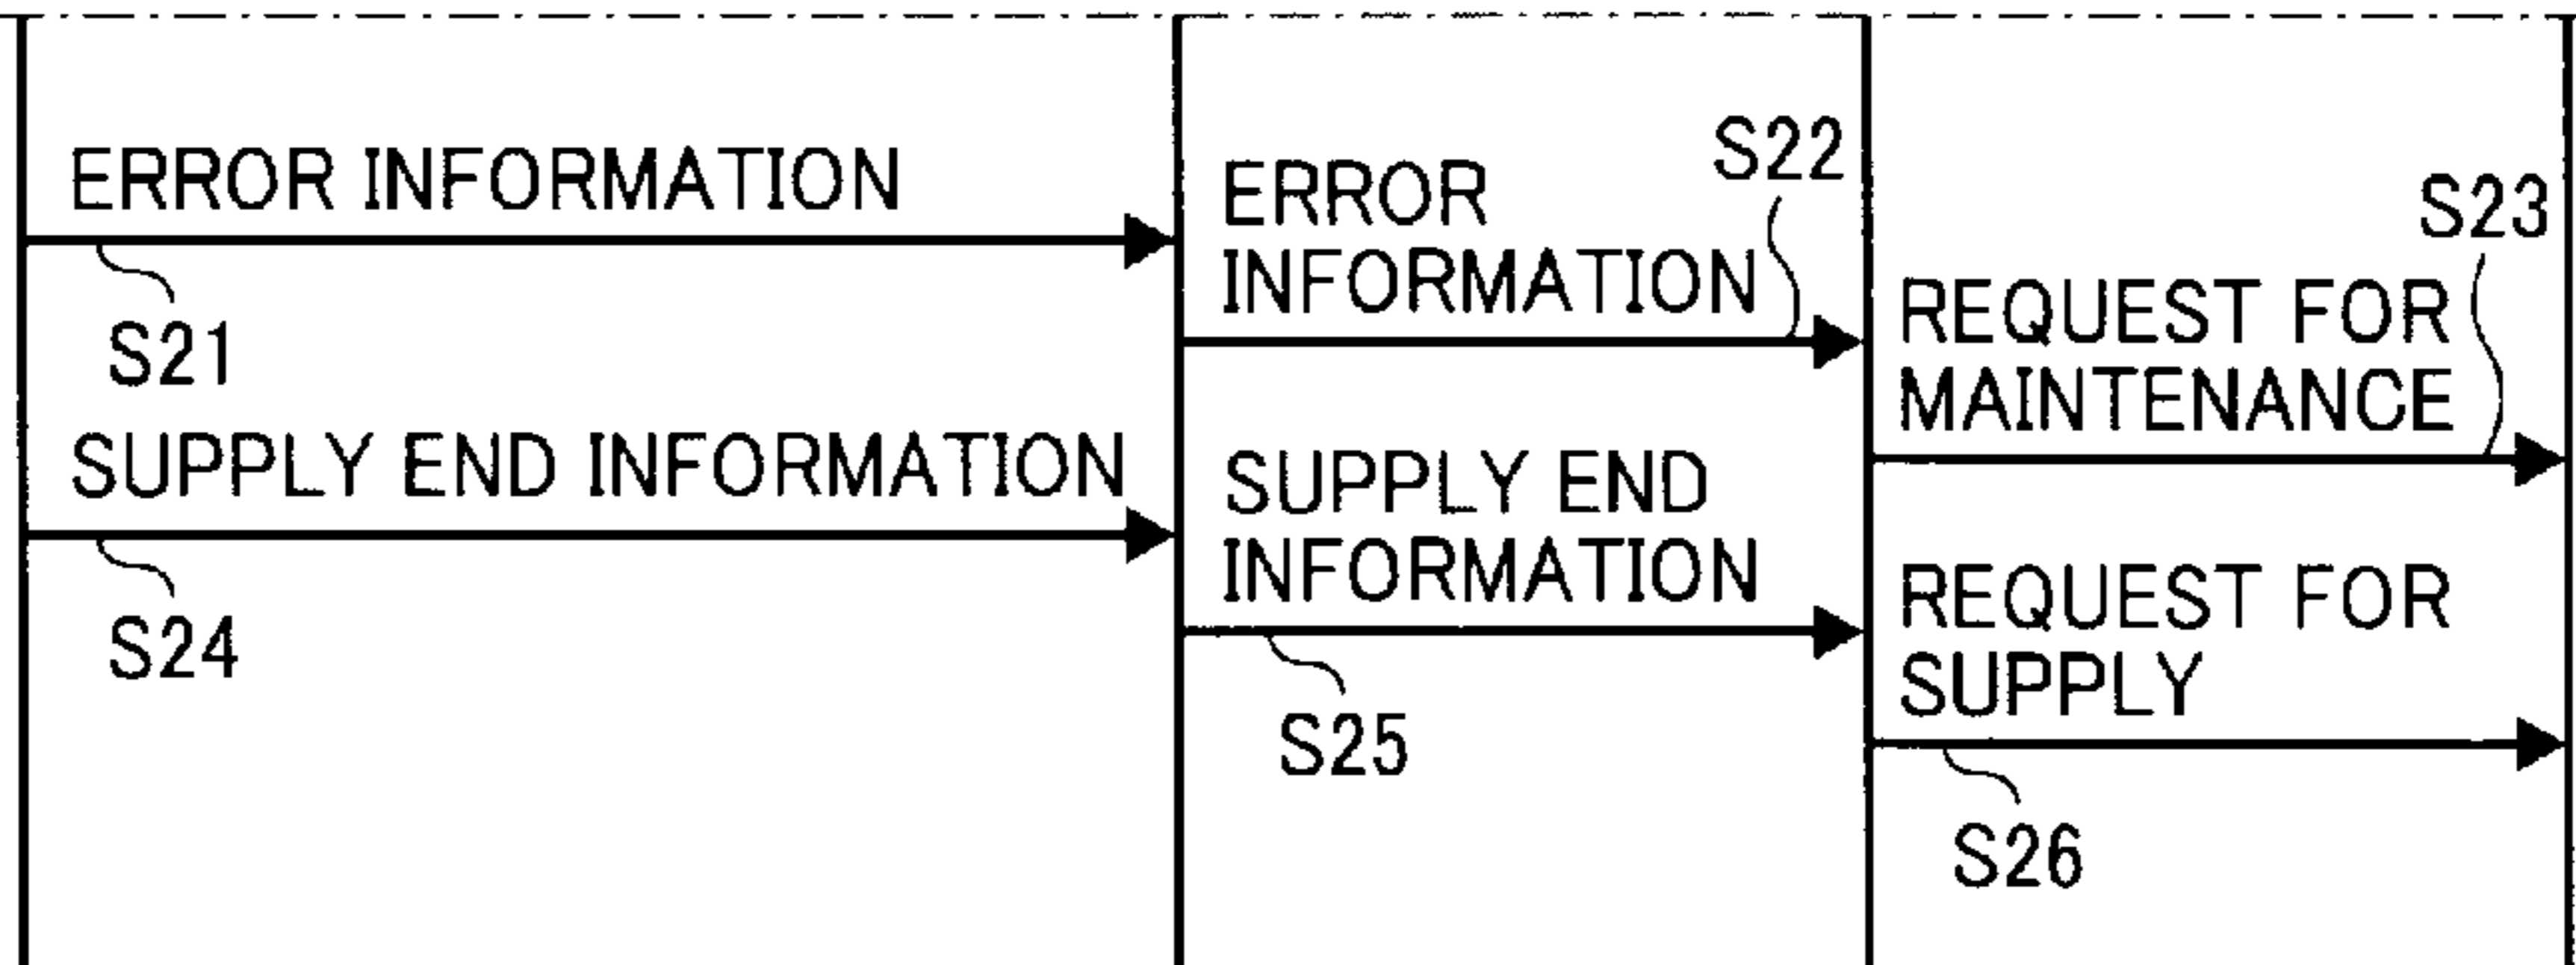 ERROR INFORMATION
S21
ERROR
INFORMATION
S22
REQUEST FOR
MAINTENANCE
S23
SUPPLY END INFORMATION
S24
SUPPLY END
INFORMATION
S25
REQUEST FOR
SUPPLY
S26